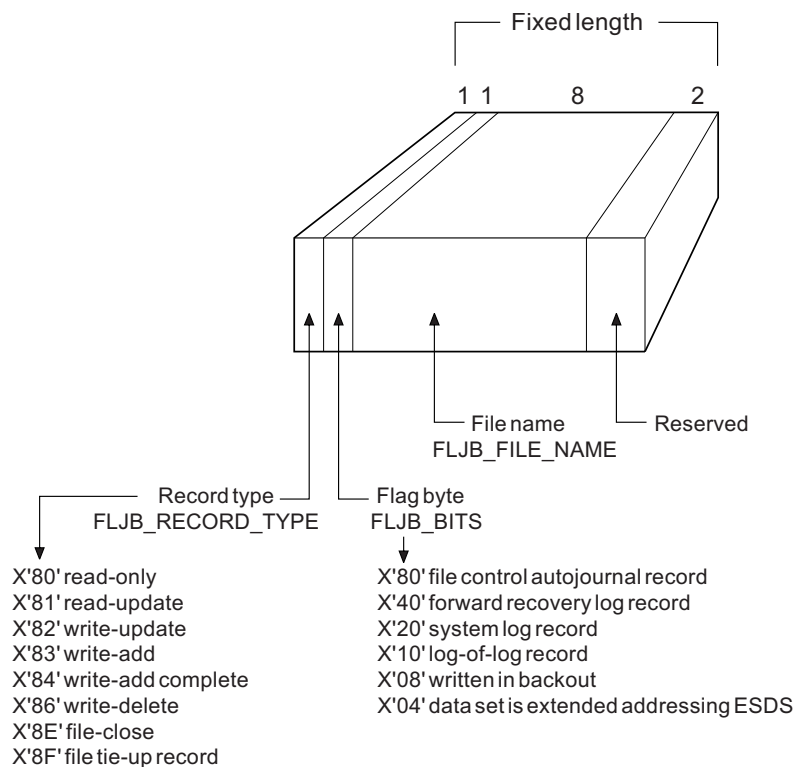 Fixed length
1 1 8 2
File name
FLJB_FILE_NAME
Reserved
Record type
FLJB_RECORD_TYPE
Flag byte
FLJB_BITS
X'80' read-only
X'81' read-update
X'82' write-update
X'83' write-add
X'84' write-add complete
X'86' write-delete
X'8E' file-close
X'8F' file tie-up record
X'80' file control autojournal record
X'40' forward recovery log record
X'20' system log record
X'10' log-of-log record
X'08' written in backout
X'04' data set is extended addressing ESDS